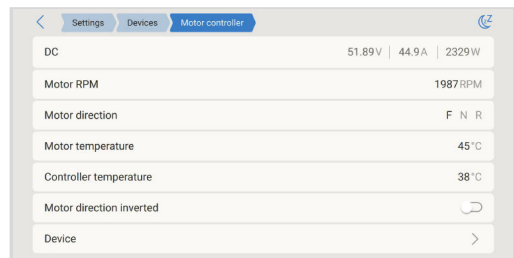 Settings Devices Motor controller
DC 51.89V | 44.9A | 2329W
Motor RPM 1987RPM
Motor direction F N R
Motor temperature 45°C
Controller temperature 38°C
Motor direction inverted
Device